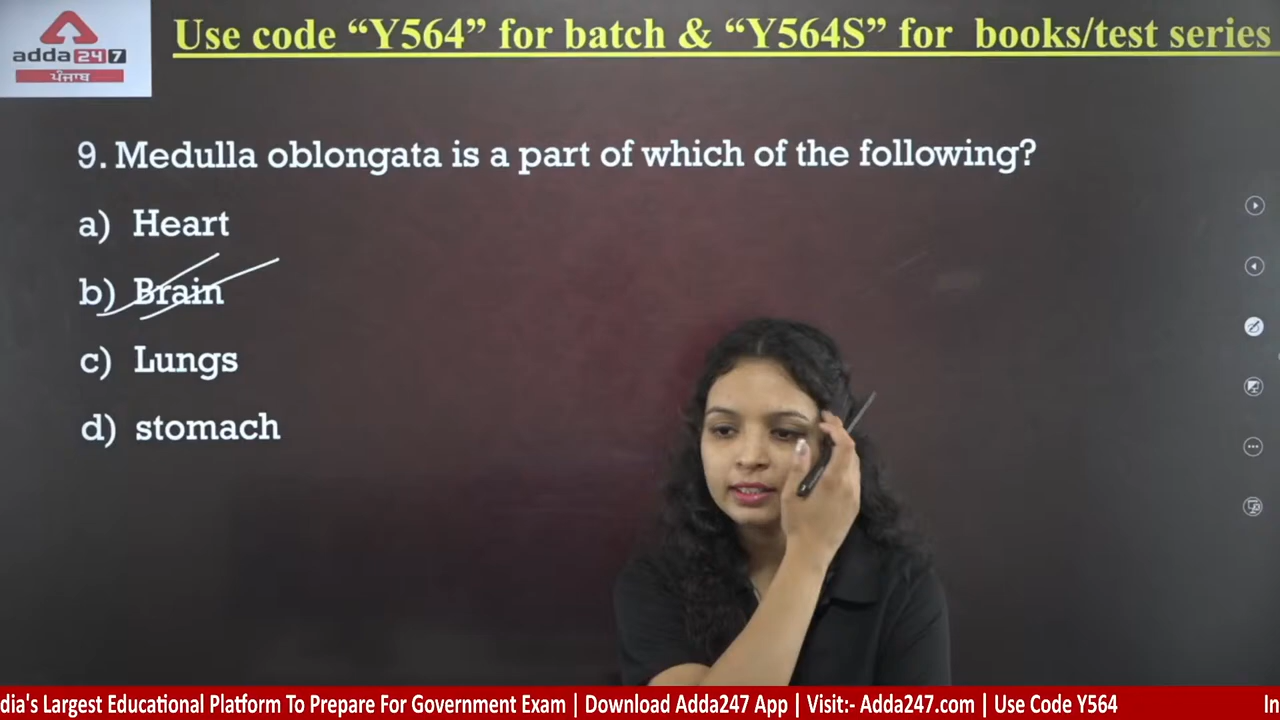 adda247
ਪੰਜਾਬ
Use code “Y564” for batch & “Y564S” for books/test series
9. Medulla oblongata is a part of which of the following?
a) Heart
b) Brain
c) Lungs
d) stomach
dia's Largest Educational Platform To Prepare For Government Exam | Download Adda247 App | Visit:- Adda247.com | Use Code Y564 In